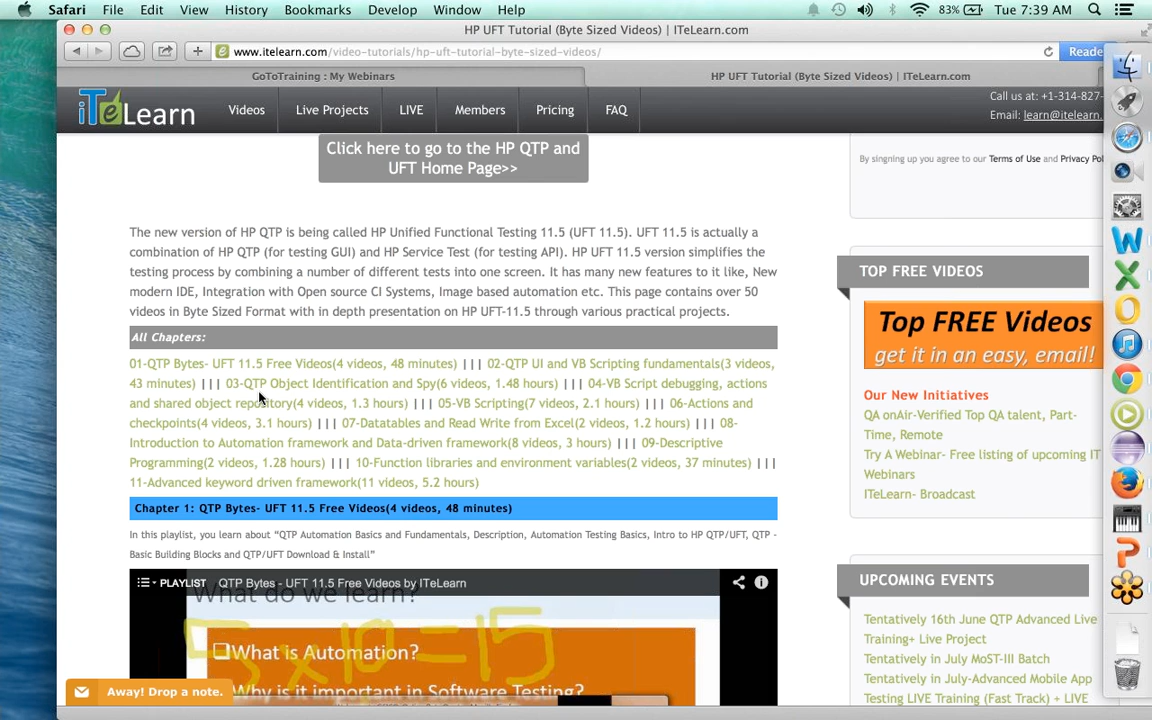 Safari File Edit View History Bookmarks Develop Window Help 83% Tue 7:39 AM
HP UFT Tutorial (Byte Sized Videos) | ITeLearn.com
www.itelearn.com/video-tutorials/hp-uft-tutorial-byte-sized-videos/
Reade
GoToTraining : My Webinars
HP UFT Tutorial (Byte Sized Videos) | ITeLearn.com
iTeLearn
Videos Live Projects LIVE Members Pricing FAQ
Call us at: +1-314-827-
Email: learn@itelearn.
Click here to go to the HP QTP and
UFT Home Page>>
The new version of HP QTP is being called HP Unified Functional Testing 11.5 (UFT 11.5). UFT 11.5 is actually a
combination of HP QTP (for testing GUI) and HP Service Test (for testing API). HP UFT 11.5 version simplifies the
testing process by combining a number of different tests into one screen. It has many new features to it like, New
modern IDE, Integration with Open source CI Systems, Image based automation etc. This page contains over 50
videos in Byte Sized Format with in depth presentation on HP UFT-11.5 through various practical projects.
All Chapters:
01-QTP Bytes- UFT 11.5 Free Videos(4 videos, 48 minutes) ||| 02-QTP UI and VB Scripting fundamentals(3 videos,
43 minutes) ||| 03-QTP Object Identification and Spy(6 videos, 1.48 hours) ||| 04-VB Script debugging, actions
and shared object repository(4 videos, 1.3 hours) ||| 05-VB Scripting(7 videos, 2.1 hours) ||| 06-Actions and
checkpoints(4 videos, 3.1 hours) ||| 07-Datatables and Read Write from Excel(2 videos, 1.2 hours) ||| 08-
Introduction to Automation framework and Data-driven framework(8 videos, 3 hours) ||| 09-Descriptive
Programming(2 videos, 1.28 hours) ||| 10-Function libraries and environment variables(2 videos, 37 minutes) |||
11-Advanced keyword driven framework(11 videos, 5.2 hours)
Chapter 1: QTP Bytes- UFT 11.5 Free Videos(4 videos, 48 minutes)
In this playlist, you learn about “QTP Automation Basics and Fundamentals, Description, Automation Testing Basics, Intro to HP QTP/UFT, QTP -
Basic Building Blocks and QTP/UFT Download & Install”
PLAYLIST QTP Bytes - UFT 11.5 Free Videos by ITeLearn
What do we learn?
5 x 10 = 15
What is Automation?
Why is it important in Software Testing?
Away! Drop a note.
By singning up you agree to our Terms of Use and Privacy Pol
TOP FREE VIDEOS
Top FREE Videos
get it in an easy, email!
Our New Initiatives
QA onAir-Verified Top QA talent, Part-
Time, Remote
Try A Webinar- Free listing of upcoming IT
Webinars
ITeLearn- Broadcast
UPCOMING EVENTS
Tentatively 16th June QTP Advanced Live
Training+ Live Project
Tentatively in July MoST-III Batch
Tentatively in July-Advanced Mobile App
Testing LIVE Training (Fast Track) + LIVE